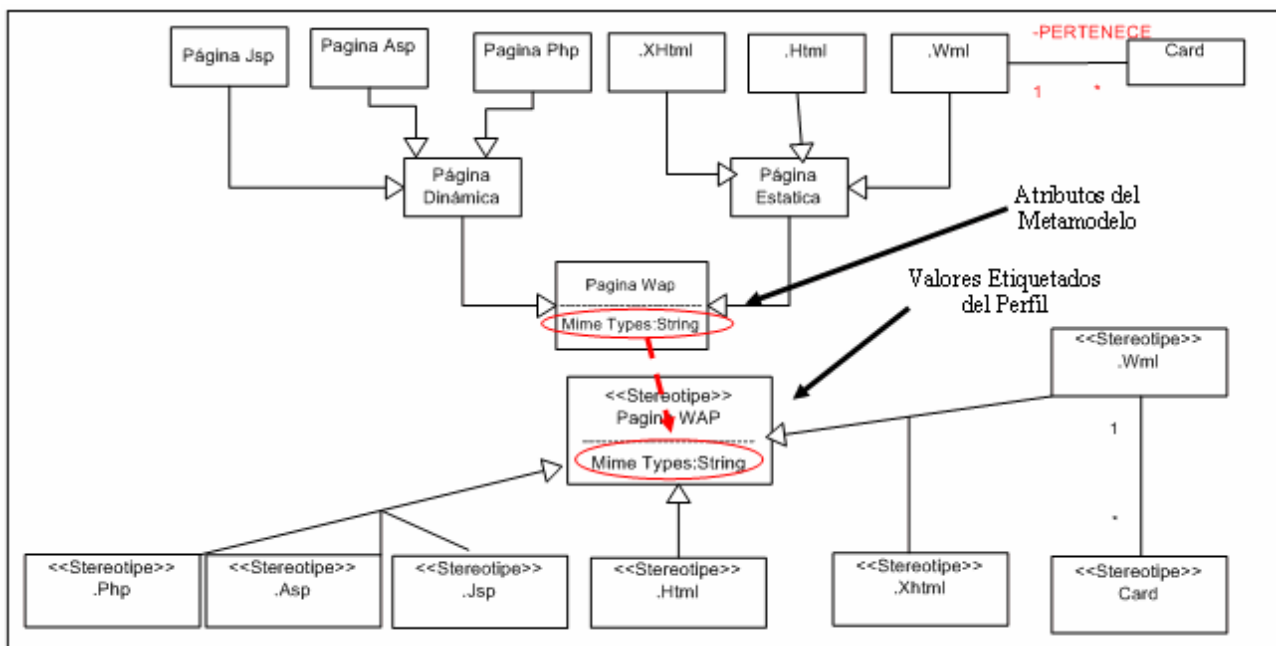 Página Jsp
Pagina Asp
Pagina Php
.XHtml
.Html
.Wml
-PERTENECE
1
*
Card
Página
Dinámica
Página
Estatica
Atributos del
Metamodelo
Pagina Wap
Mime Types:String
Valores Etiquetados
del Perfíl
<<Stereotipe>>
Pagina WAP
Mime Types:String
<<Stereotipe>>
.Wml
1
*
<<Stereotipe>>
.Php
<<Stereotipe>>
.Asp
<<Stereotipe>>
.Jsp
<<Stereotipe>>
.Html
<<Stereotipe>>
.Xhtml
<<Stereotipe>>
Card